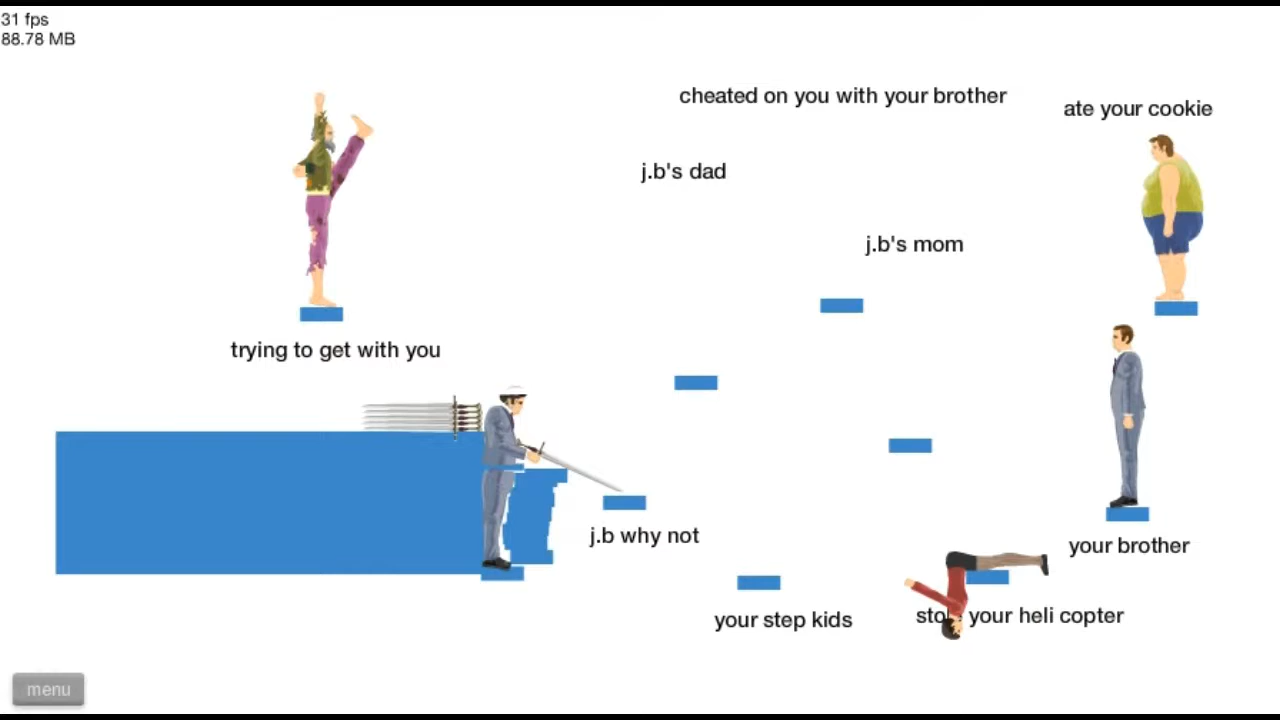 31 fps
88.78 MB
cheated on you with your brother
ate your cookie
j.b's dad
j.b's mom
trying to get with you
j.b why not
your brother
your step kids
your heli copter
menu